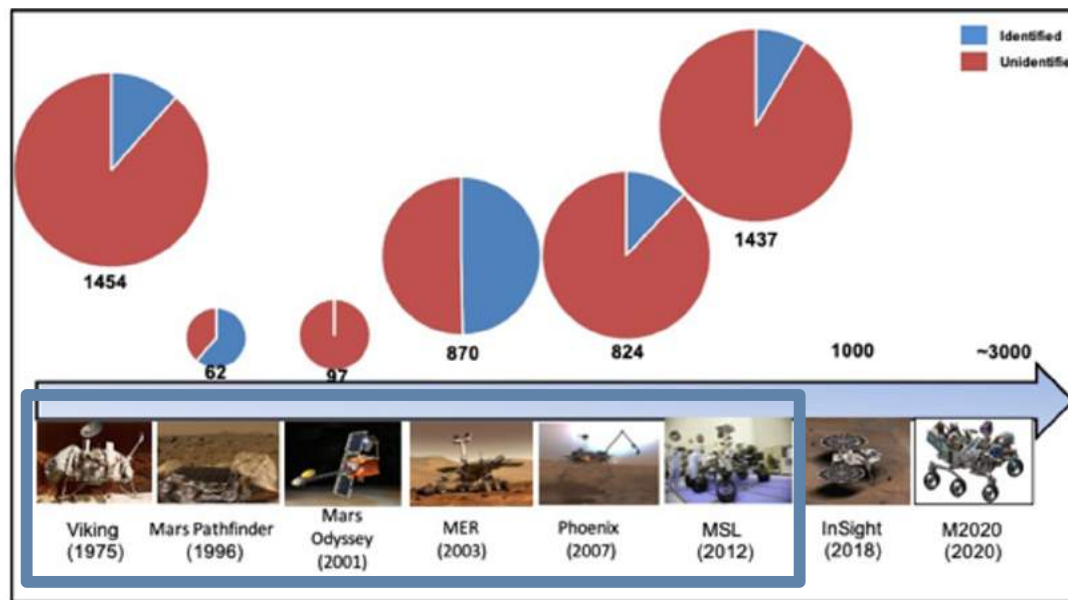 Identified
Unidentified
1454
62
97
870
824
1437
1000
~3000
Viking
(1975)
Mars Pathfinder
(1996)
Mars
Odyssey
(2001)
MER
(2003)
Phoenix
(2007)
MSL
(2012)
InSight
(2018)
M2020
(2020)